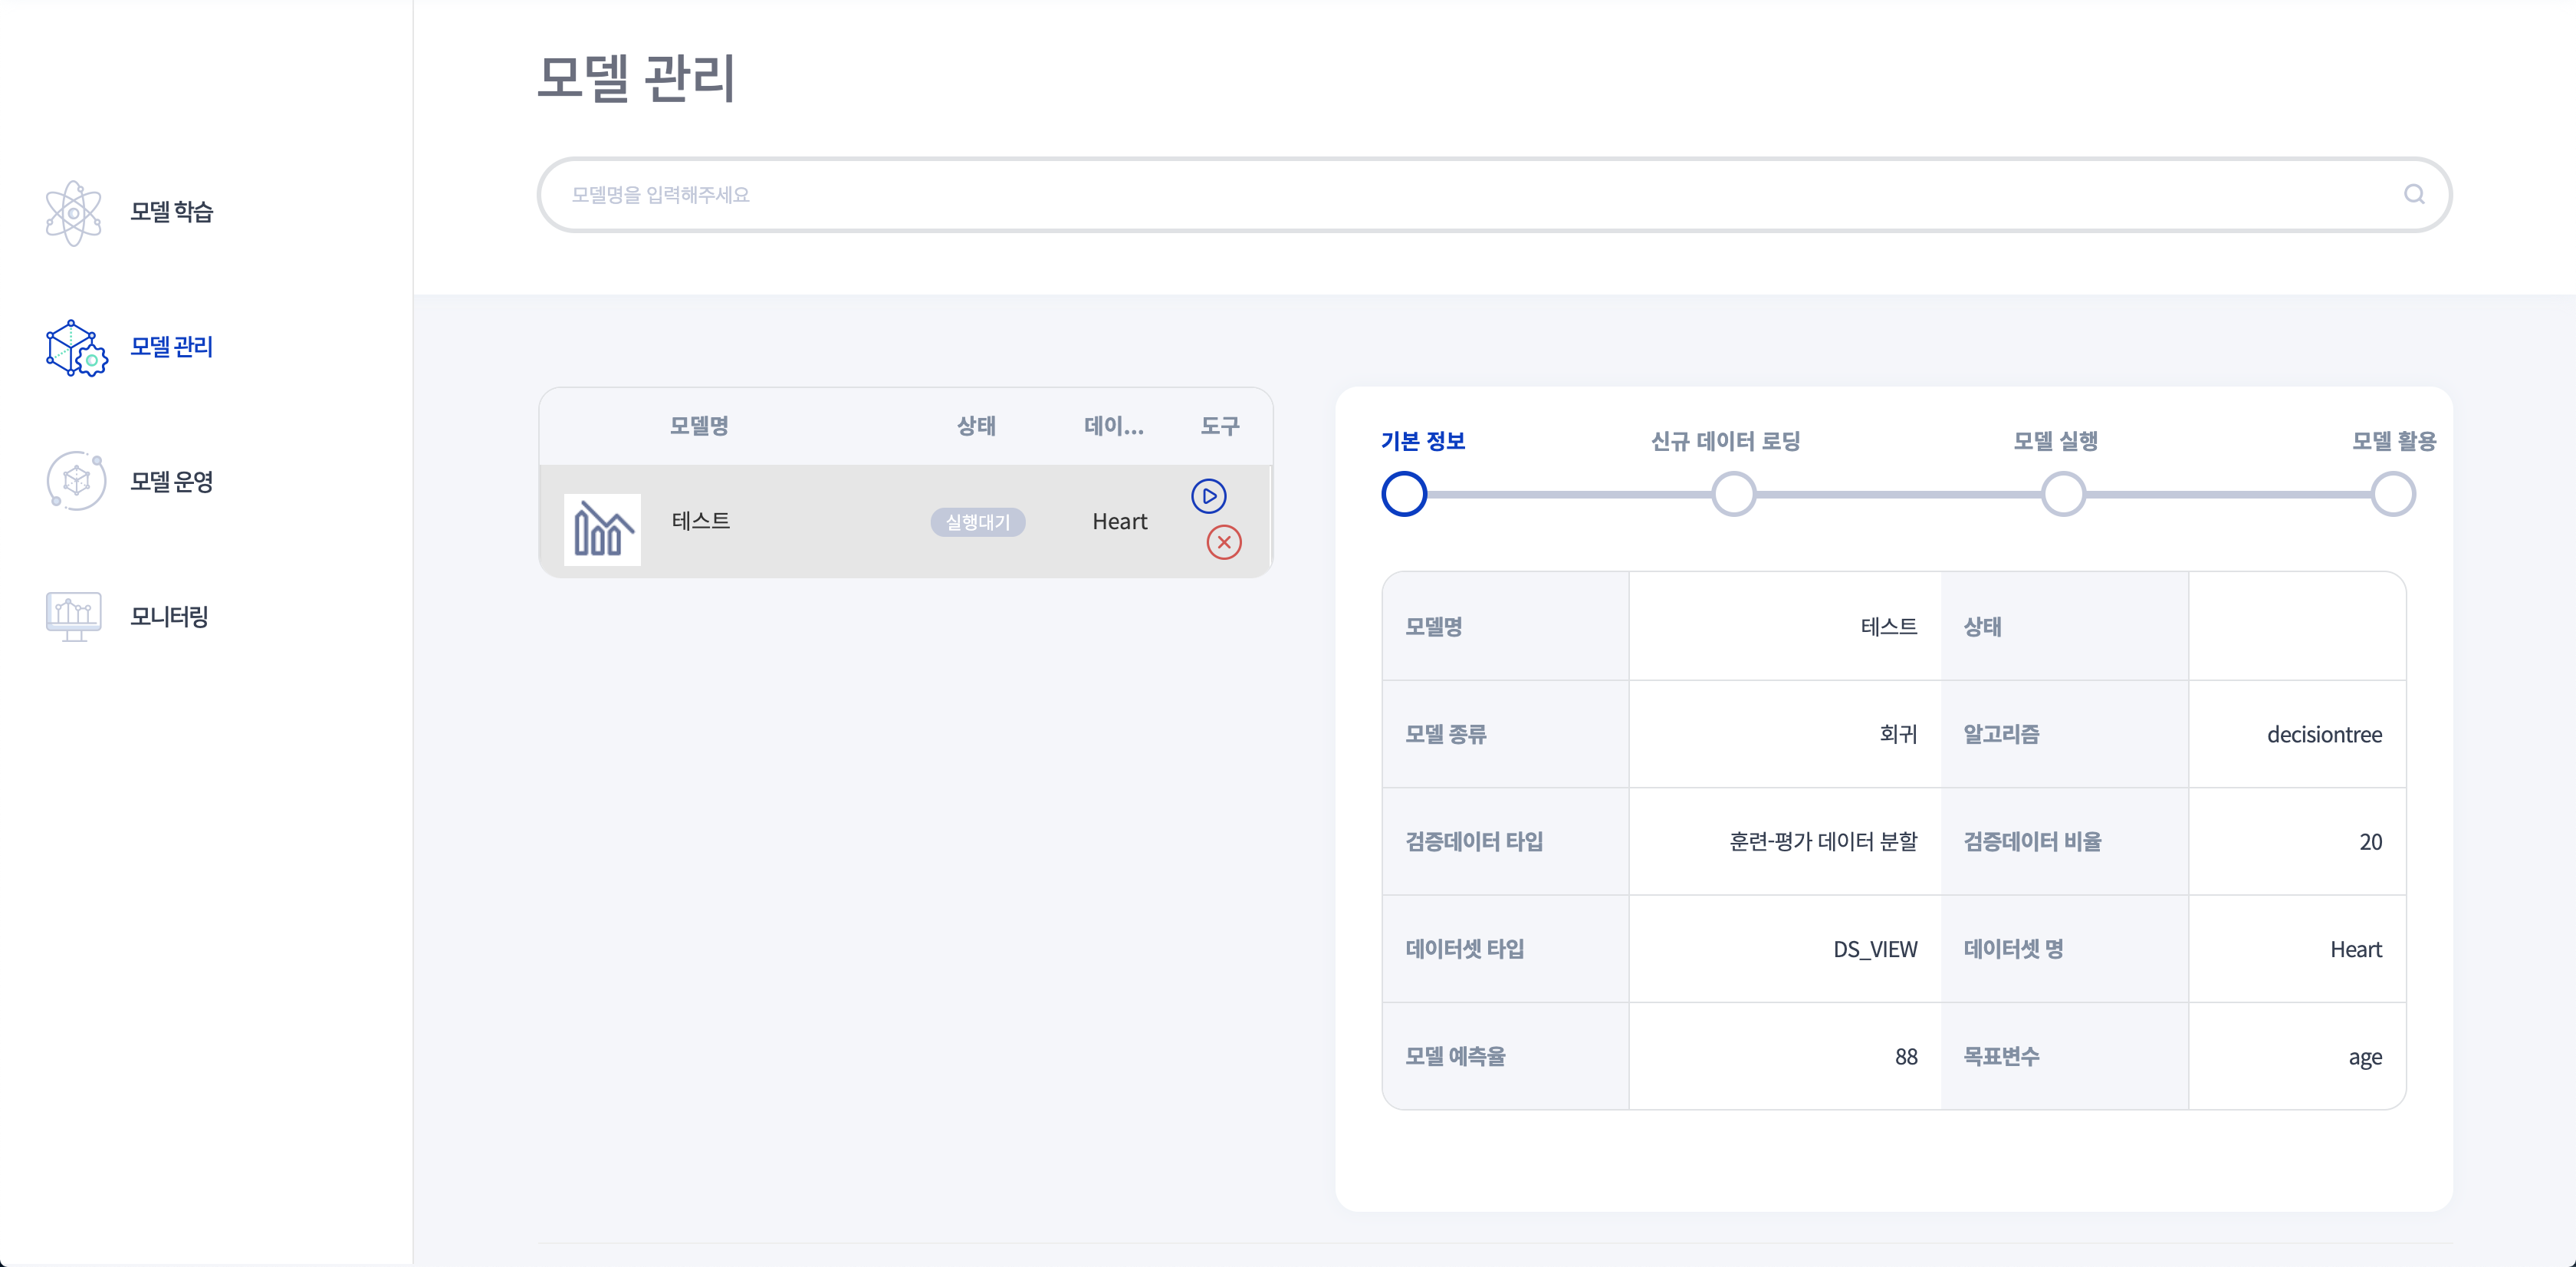 모델 관리
모델명을 입력해주세요
모델 학습
모델 관리
모델 운영
모니터링
모델명 상태 데이... 도구
테스트 실행대기 Heart
기본 정보 신규 데이터 로딩 모델 실행 모델 활용
모델명 테스트 상태
모델 종류 회귀 알고리즘 decisiontree
검증데이터 타입 훈련-평가 데이터 분할 검증데이터 비율 20
데이터셋 타입 DS_VIEW 데이터셋 명 Heart
모델 예측율 88 목표변수 age